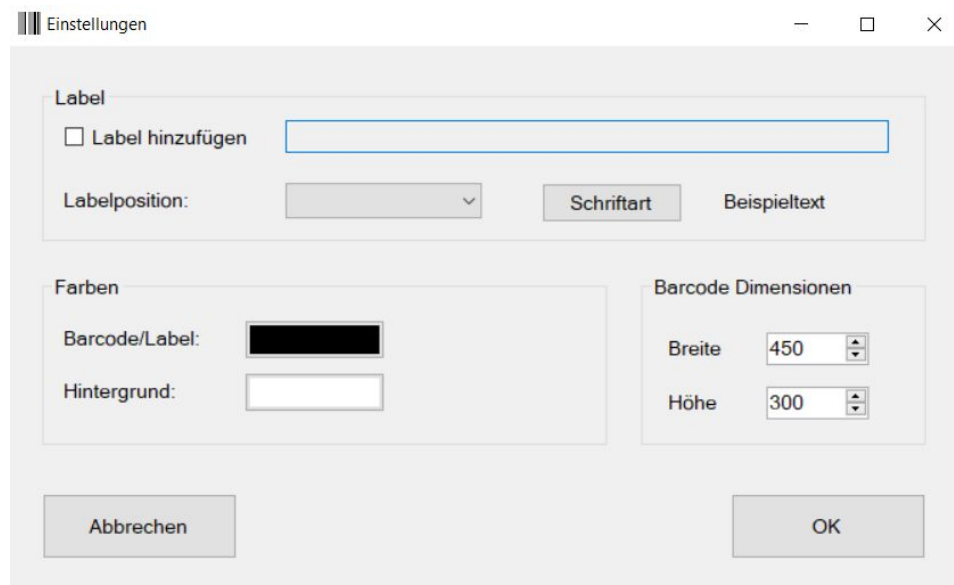 Einstellungen
Label
Label hinzufügen
Labelposition: Schriftart Beispieltext
Farben
Barcode/Label:
Hintergrund:
Barcode Dimensionen
Breite 450
Höhe 300
Abbrechen OK